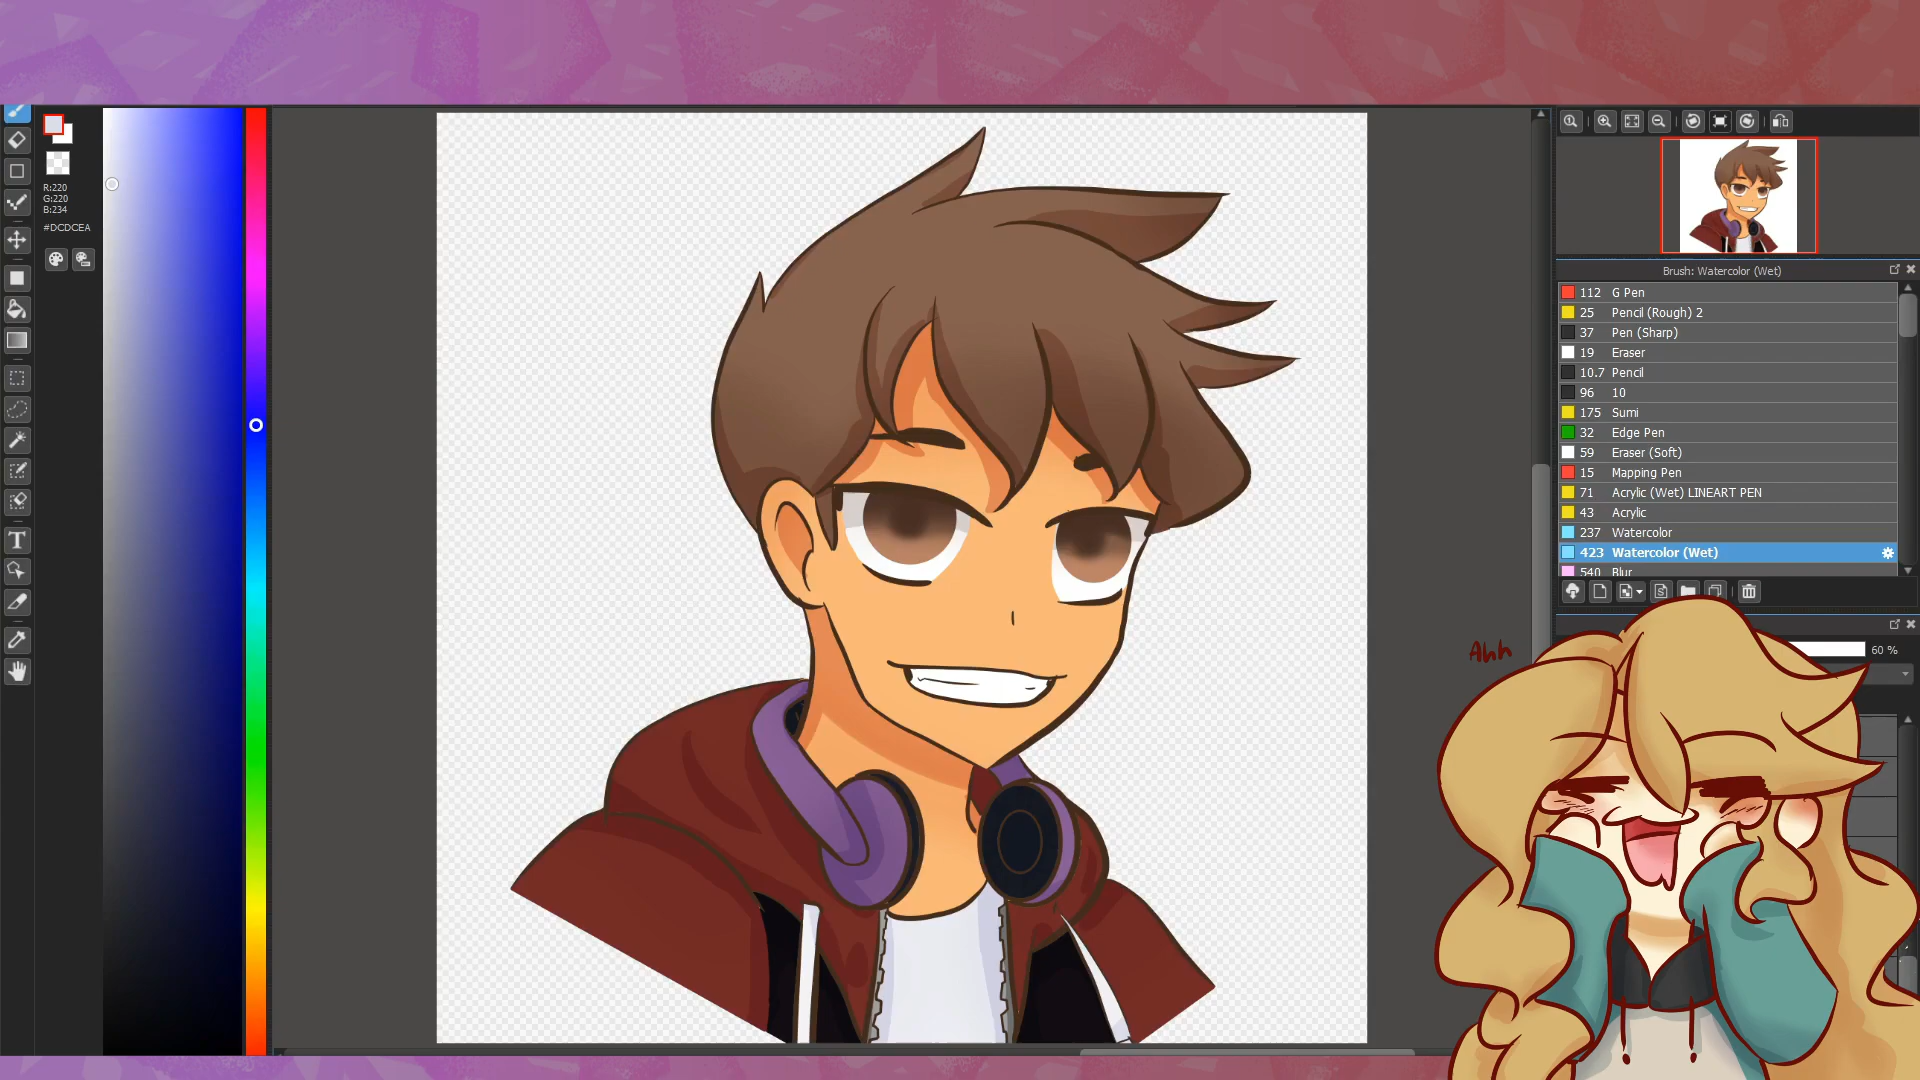 R:220
G:220
B:234
#DCDCEA
Brush: Watercolor (Wet)
112 G Pen
25 Pencil (Rough) 2
37 Pen (Sharp)
19 Eraser
10.7 Pencil
96 10
175 Sumi
32 Edge Pen
59 Eraser (Soft)
15 Mapping Pen
71 Acrylic (Wet) LINEART PEN
43 Acrylic
237 Watercolor
423 Watercolor (Wet)
540 Blur
60 %
Ahh